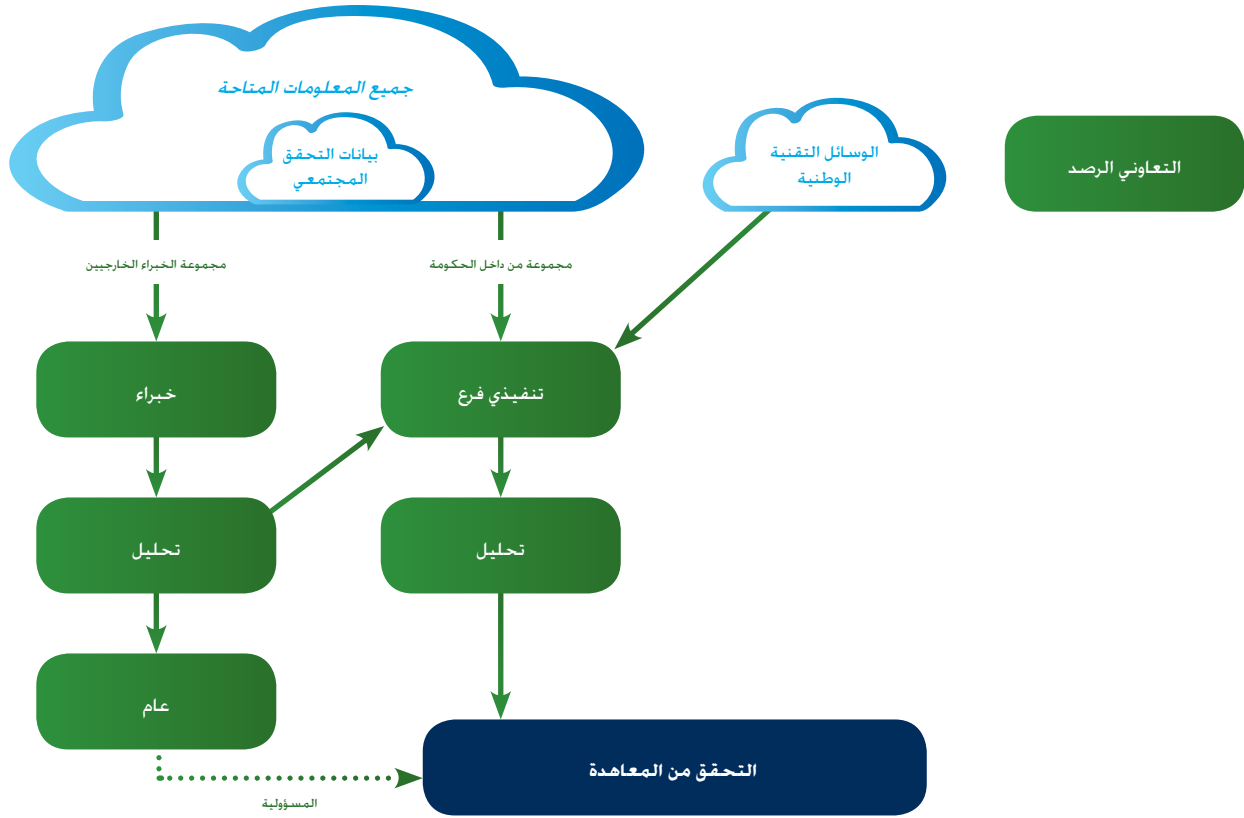 جميع المعلومات المتاحة
بيانات التحقق
المجتمعي
الوسائل التقنية
الوطنية
التعاوني الرصد
مجموعة الخبراء الخارجيين
مجموعة من داخل الحكومة
خبراء
تنفيذي فرع
تحليل
تحليل
عام
التحقق من المعاهدة
المسؤولية